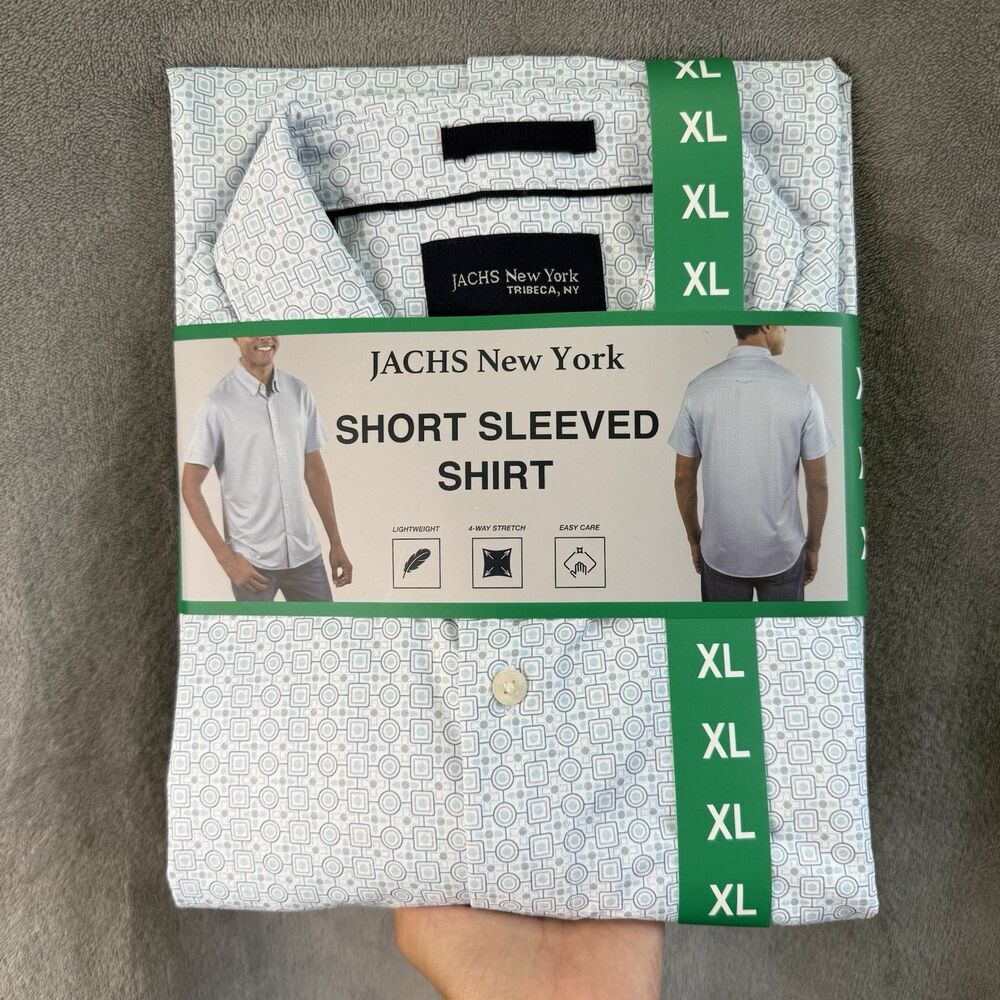 XL
XL
XL
XL
JACHS New York
TRIBECA, NY
JACHS New York
SHORT SLEEVED
SHIRT
LIGHTWEIGHT
4-WAY STRETCH
EASY CARE
XL
XL
XL
XL